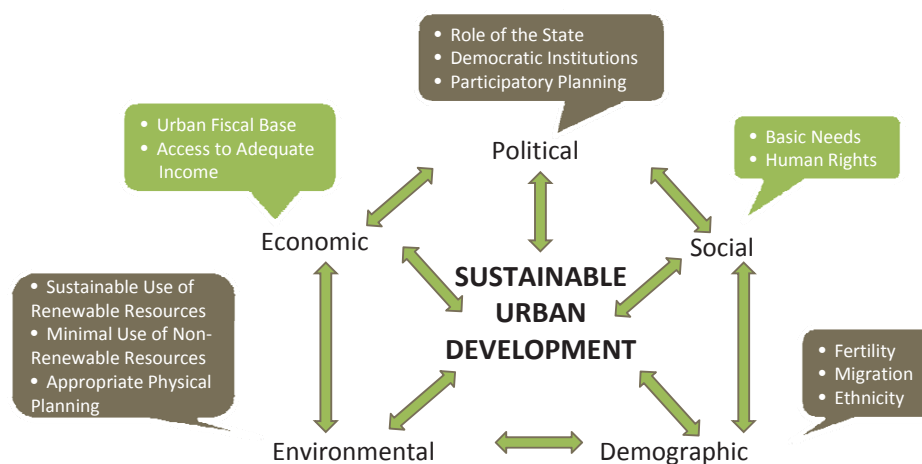 • Role of the State
• Democratic Institutions
• Participatory Planning
• Urban Fiscal Base
• Access to Adequate
Income
Political
• Basic Needs
• Human Rights
Economic
Social
SUSTAINABLE
URBAN
DEVELOPMENT
• Sustainable Use of
Renewable Resources
• Minimal Use of Non-
Renewable Resources
• Appropriate Physical
Planning
• Fertility
• Migration
• Ethnicity
Environmental
Demographic